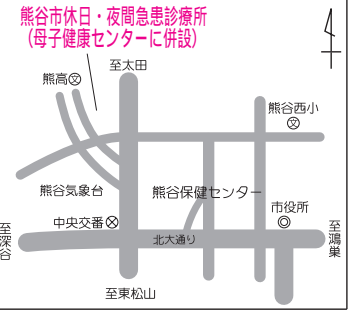 熊谷市休日・夜間急患診療所
（母子健康センターに併設）
至太田
熊高㊛
熊谷西小
文
熊谷気象台
熊谷保健センター
市役所
中央交番
北大通り
至深谷
至鴻巣
至東松山